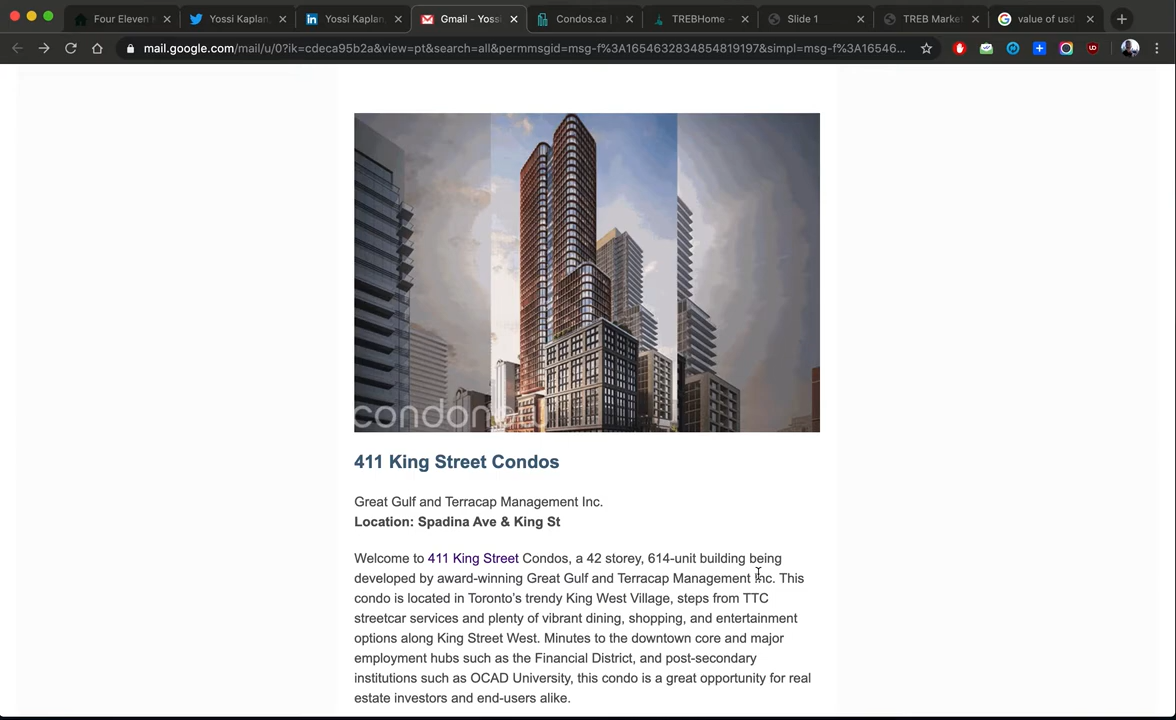 Four Eleven
Yossi Kaplan,
Yossi Kaplan
Gmail - Yoss
Condos.ca |
TREBHome -
Slide 1
TREB Market
value of usd
mail.google.com/mail/u/0?ik=cdeca95b2a&view=pt&search=all&permmsgid=msg-f%3A1654632834854819197&simpl=msg-f%3A16546...
411 King Street Condos
Great Gulf and Terracap Management Inc.
Location: Spadina Ave & King St
Welcome to 411 King Street Condos, a 42 storey, 614-unit building being
developed by award-winning Great Gulf and Terracap Management Inc. This
condo is located in Toronto's trendy King West Village, steps from TTC
streetcar services and plenty of vibrant dining, shopping, and entertainment
options along King Street West. Minutes to the downtown core and major
employment hubs such as the Financial District, and post-secondary
institutions such as OCAD University, this condo is a great opportunity for real
estate investors and end-users alike.